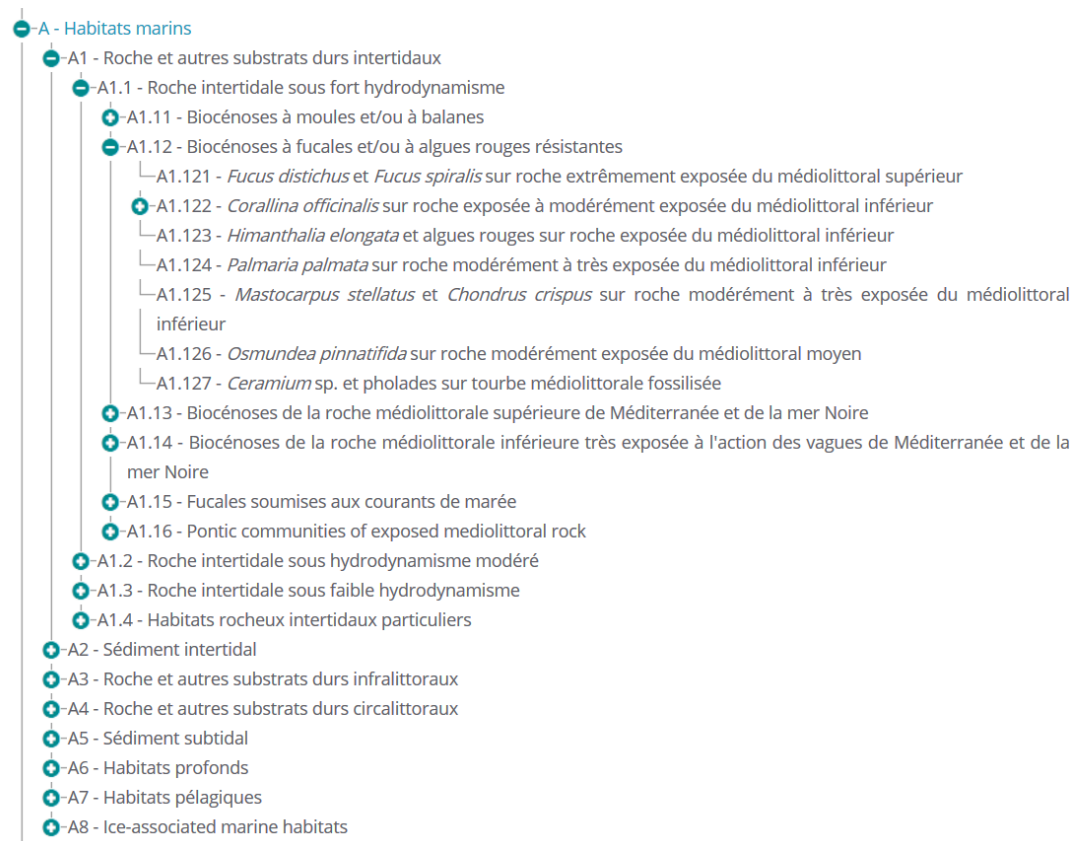 A - Habitats marins
A1 - Roche et autres substrats durs intertidaux
A1.1 - Roche intertidale sous fort hydrodynamisme
A1.11 - Biocénoses à moules et/ou à balanes
A1.12 - Biocénoses à fucales et/ou à algues rouges résistantes
A1.121 - Fucus distichus et Fucus spiralis sur roche extrêmement exposée du médiolittoral supérieur
A1.122 - Corallina officinalis sur roche exposée à modérément exposée du médiolittoral inférieur
A1.123 - Himanthalia elongata et algues rouges sur roche exposée du médiolittoral inférieur
A1.124 - Palmaria palmata sur roche modérément à très exposée du médiolittoral inférieur
A1.125 - Mastocarpus stellatus et Chondrus crispus sur roche modérément à très exposée du médiolittoral
inférieur
A1.126 - Osmundea pinnatifida sur roche modérément exposée du médiolittoral moyen
A1.127 - Ceramium sp. et pholades sur tourbe médiolittorale fossilisée
A1.13 - Biocénoses de la roche médiolittorale supérieure de Méditerranée et de la mer Noire
A1.14 - Biocénoses de la roche médiolittorale inférieure très exposée à l'action des vagues de Méditerranée et de la
mer Noire
A1.15 - Fucales soumises aux courants de marée
A1.16 - Pontic communities of exposed mediolittoral rock
A1.2 - Roche intertidale sous hydrodynamisme modéré
A1.3 - Roche intertidale sous faible hydrodynamisme
A1.4 - Habitats rocheux intertidaux particuliers
A2 - Sédiment intertidal
A3 - Roche et autres substrats durs infralittoraux
A4 - Roche et autres substrats durs circalittoraux
A5 - Sédiment subtidal
A6 - Habitats profonds
A7 - Habitats pélagiques
A8 - Ice-associated marine habitats